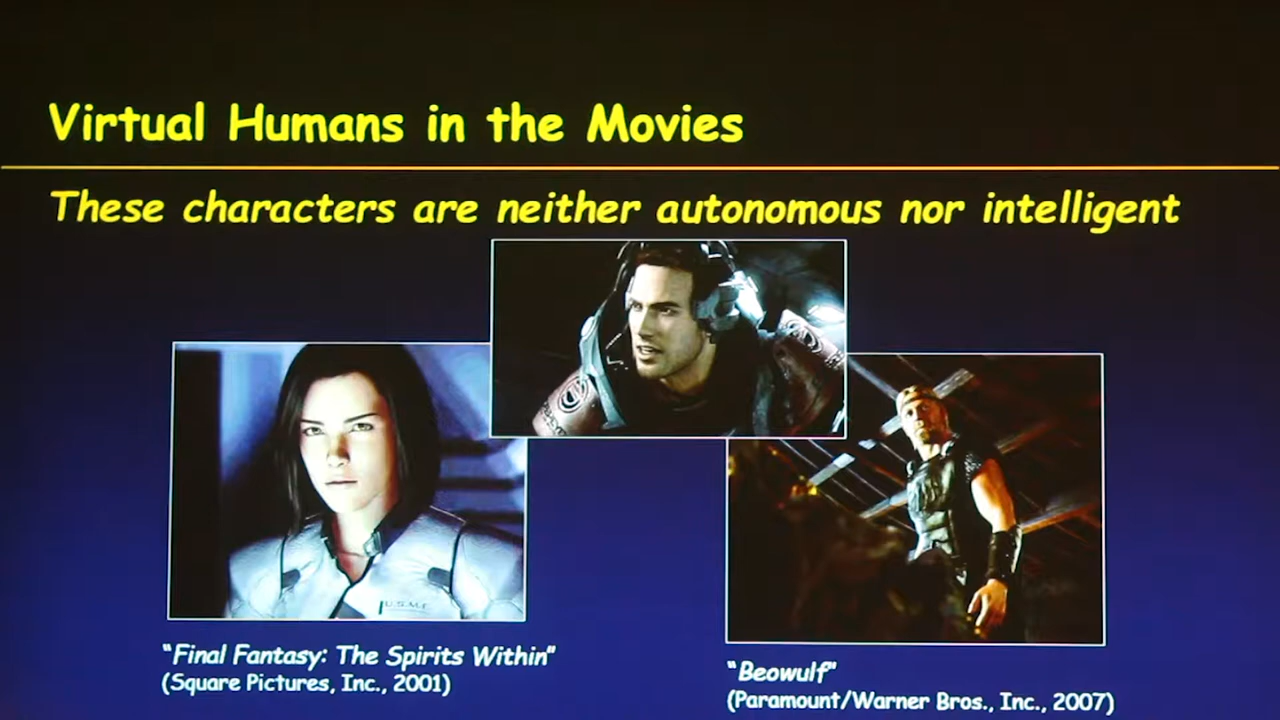 Virtual Humans in the Movies
These characters are neither autonomous nor intelligent
U.S.M.F.
"Final Fantasy: The Spirits Within"
(Square Pictures, Inc., 2001)
"Beowulf"
(Paramount/Warner Bros., Inc., 2007)